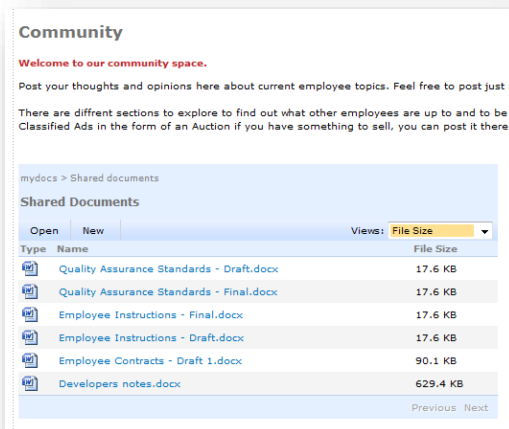 Community
Welcome to our community space.
Post your thoughts and opinions here about current employee topics. Feel free to post just
There are diffrent sections to explore to find out what other employees are up to and to be
Classified Ads in the form of an Auction if you have something to sell, you can post it there
mydocs > Shared documents
Shared Documents
Open New Views: File Size
Type Name File Size
Quality Assurance Standards - Draft.docx 17.6 KB
Quality Assurance Standards - Final.docx 17.6 KB
Employee Instructions - Final.docx 17.6 KB
Employee Instructions - Draft.docx 17.6 KB
Employee Contracts - Draft 1.docx 90.1 KB
Developers notes.docx 629.4 KB
Previous Next